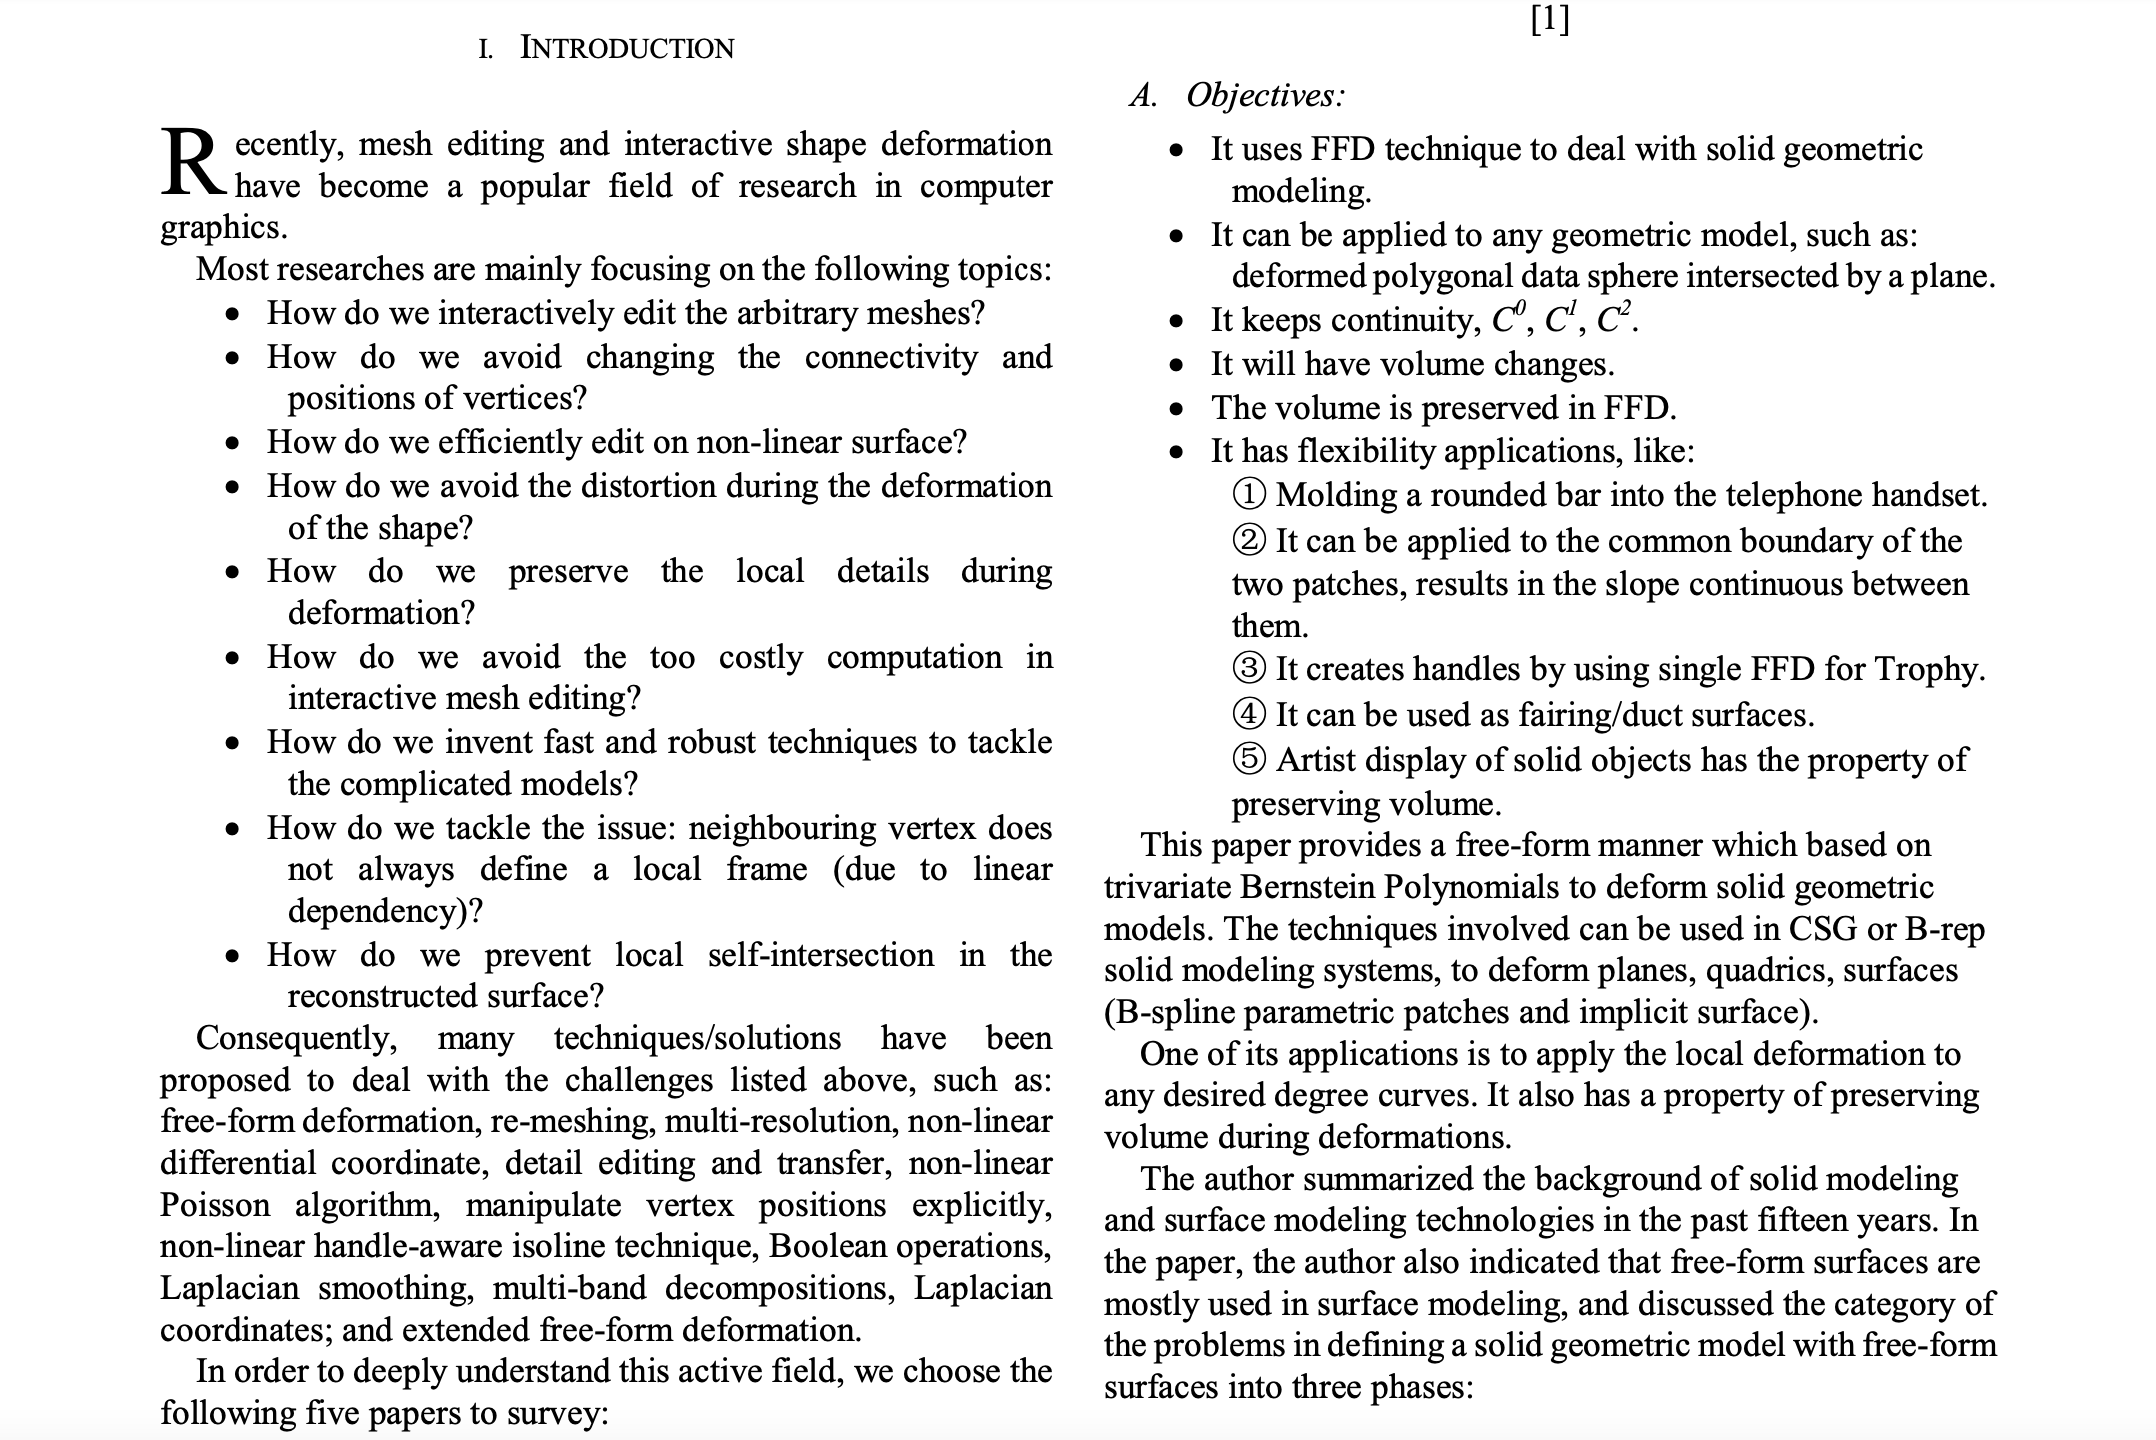 I. INTRODUCTION
Recently, mesh editing and interactive shape deformation
have become a popular field of research in computer
graphics.
Most researches are mainly focusing on the following topics:
• How do we interactively edit the arbitrary meshes?
• How do we avoid changing the connectivity and
positions of vertices?
• How do we efficiently edit on non-linear surface?
• How do we avoid the distortion during the deformation
of the shape?
• How do we preserve the local details during
deformation?
• How do we avoid the too costly computation in
interactive mesh editing?
• How do we invent fast and robust techniques to tackle
the complicated models?
• How do we tackle the issue: neighbouring vertex does
not always define a local frame (due to linear
dependency)?
• How do we prevent local self-intersection in the
reconstructed surface?
Consequently, many techniques/solutions have been
proposed to deal with the challenges listed above, such as:
free-form deformation, re-meshing, multi-resolution, non-linear
differential coordinate, detail editing and transfer, non-linear
Poisson algorithm, manipulate vertex positions explicitly,
non-linear handle-aware isoline technique, Boolean operations,
Laplacian smoothing, multi-band decompositions, Laplacian
coordinates; and extended free-form deformation.
In order to deeply understand this active field, we choose the
following five papers to survey:
[1]
A. Objectives:
• It uses FFD technique to deal with solid geometric
modeling.
• It can be applied to any geometric model, such as:
deformed polygonal data sphere intersected by a plane.
• It keeps continuity, C⁰, C¹, C².
• It will have volume changes.
• The volume is preserved in FFD.
• It has flexibility applications, like:
① Molding a rounded bar into the telephone handset.
② It can be applied to the common boundary of the
two patches, results in the slope continuous between
them.
③ It creates handles by using single FFD for Trophy.
④ It can be used as fairing/duct surfaces.
⑤ Artist display of solid objects has the property of
preserving volume.
This paper provides a free-form manner which based on
trivariate Bernstein Polynomials to deform solid geometric
models. The techniques involved can be used in CSG or B-rep
solid modeling systems, to deform planes, quadrics, surfaces
(B-spline parametric patches and implicit surface).
One of its applications is to apply the local deformation to
any desired degree curves. It also has a property of preserving
volume during deformations.
The author summarized the background of solid modeling
and surface modeling technologies in the past fifteen years. In
the paper, the author also indicated that free-form surfaces are
mostly used in surface modeling, and discussed the category of
the problems in defining a solid geometric model with free-form
surfaces into three phases: